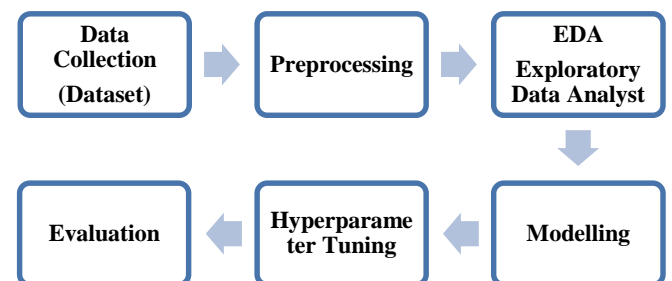 Data
Collection
(Dataset)
Preprocessing
EDA
Exploratory
Data Analyst
Evaluation
Hyperparame
ter Tuning
Modelling